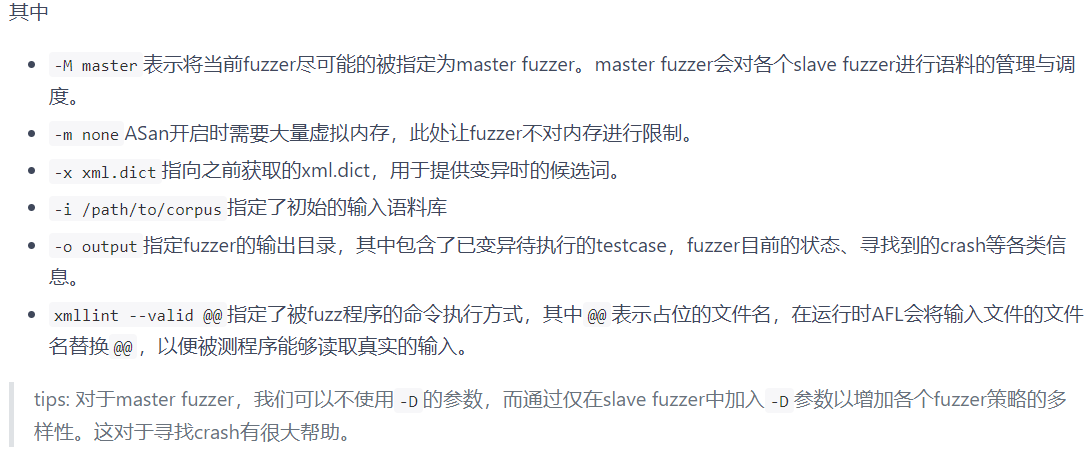 其中
-M master 表示将当前fuzzer尽可能的被指定为master fuzzer。master fuzzer会对各个slave fuzzer进行语料的管理与调
度。
-m none ASan开启时需要大量虚拟内存，此处让fuzzer不对内存进行限制。
-x xml.dict 指向之前获取的xml.dict，用于提供变异时的候选词。
-i /path/to/corpus 指定了初始的输入语料库
-o output 指定fuzzer的输出目录，其中包含了已变异待执行的testcase，fuzzer目前的状态、寻找到的crash等各类信
息。
xmllint --valid @@ 指定了被fuzz程序的命令执行方式，其中 @@ 表示占位的文件名，在运行时AFL会将输入文件的文件
名替换 @@ ，以便被测程序能够读取真实的输入。
tips: 对于master fuzzer，我们可以不使用 -D 的参数，而通过仅在slave fuzzer中加入 -D 参数以增加各个fuzzer策略的多
样性。这对于寻找crash有很大帮助。